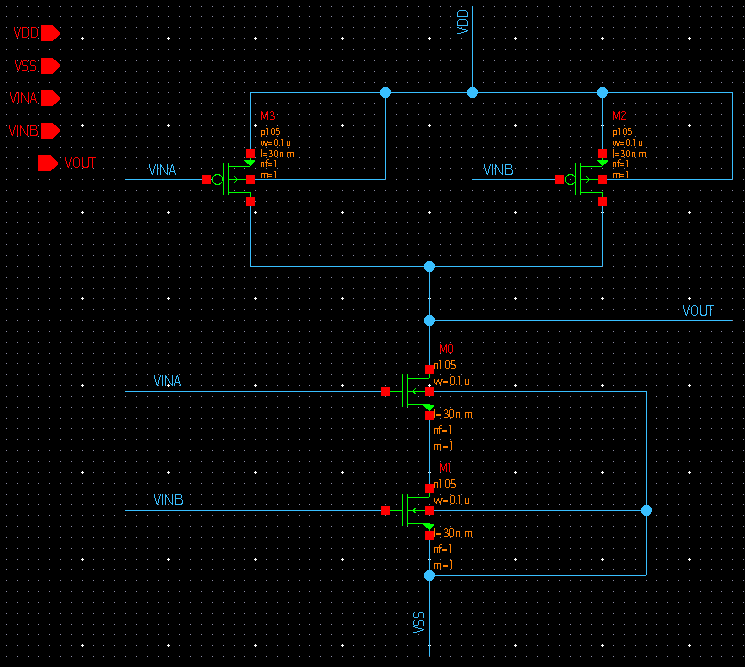 VDD
VDD
VSS
VINA
VINB
VOUT
M3
p105
w=0.1u
l=30n m
nf=1
m=1
M2
p105
w=0.1u
l=30n m
nf=1
m=1
VINA
VINB
VOUT
M0
n105
w=0.1u
l=30n m
nf=1
m=1
VINA
M1
n105
w=0.1u
l=30n m
nf=1
m=1
VINB
VSS